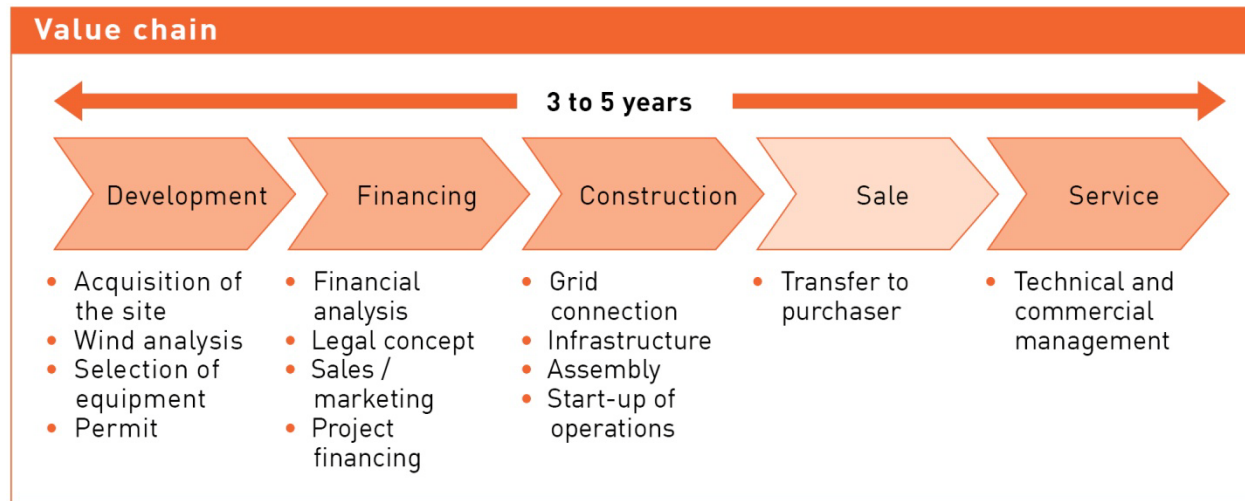 Value chain
3 to 5 years
Development
Financing
Construction
Sale
Service
• Acquisition of
the site
• Wind analysis
• Selection of
equipment
• Permit
• Financial
analysis
• Legal concept
• Sales /
marketing
• Project
financing
• Grid
connection
• Infrastructure
• Assembly
• Start-up of
operations
• Transfer to
purchaser
• Technical and
commercial
management